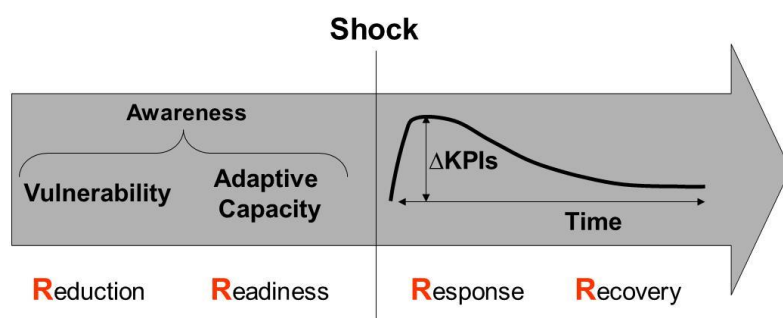 Shock
Awareness
Vulnerability
Adaptive
Capacity
ΔKPIs
Time
Reduction
Readiness
Response
Recovery